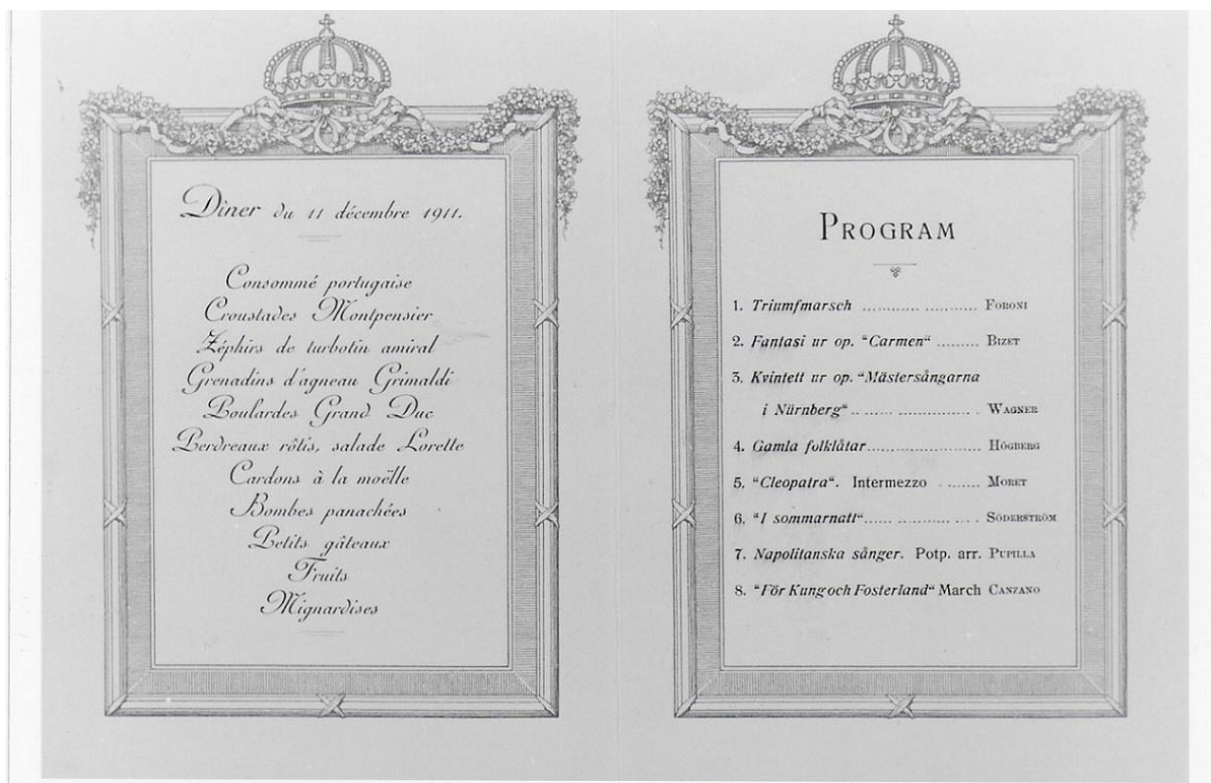 Dîner du 11 décembre 1911.
Consommé portugaise
Croustades Montpensier
Zéphirs de turbotin amiral
Grenadins d'agneau Grimaldi
Poulardes Grand Duc
Perdreaux rôtis, salade Lorette
Cardons à la moëlle
Bombes panachées
Petits gâteaux
Fruits
Mignardises
PROGRAM
1. Triumfmarsch ........................ FORONI
2. Fantasi ur op. "Carmen" ......... BIZET
3. Kvintett ur op. "Mästersångarna
i Nürnberg" ....................... WAGNER
4. Gamla folklåtar ........................ HÖGBERG
5. "Cleopatra". Intermezzo ........ MORET
6. "I sommarnatt" ........................ SÖDERSTRÖM
7. Napolitanska sånger. Potp. arr. PUPILLA
8. "För Kung och Fosterland" March CANZANO